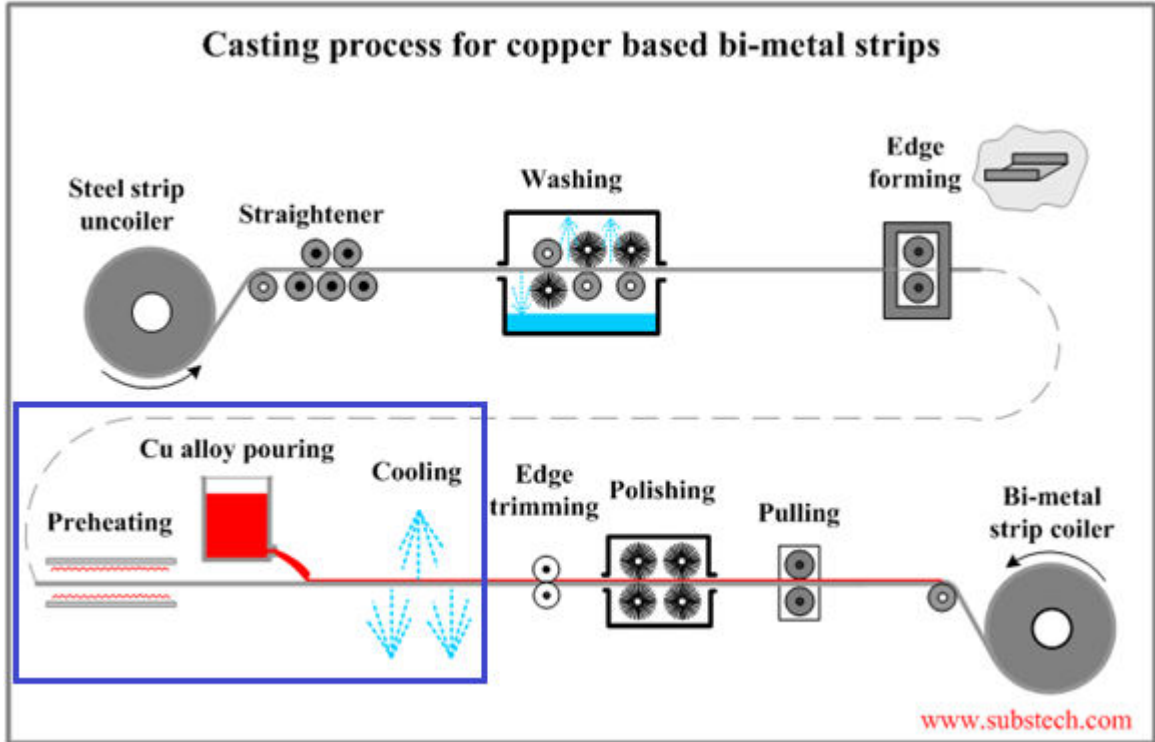 Casting process for copper based bi-metal strips
Steel strip
uncoiler
Straightener
Washing
Edge
forming
Preheating
Cu alloy pouring
Cooling
Edge
trimming
Polishing
Pulling
Bi-metal
strip coiler
www.substech.com